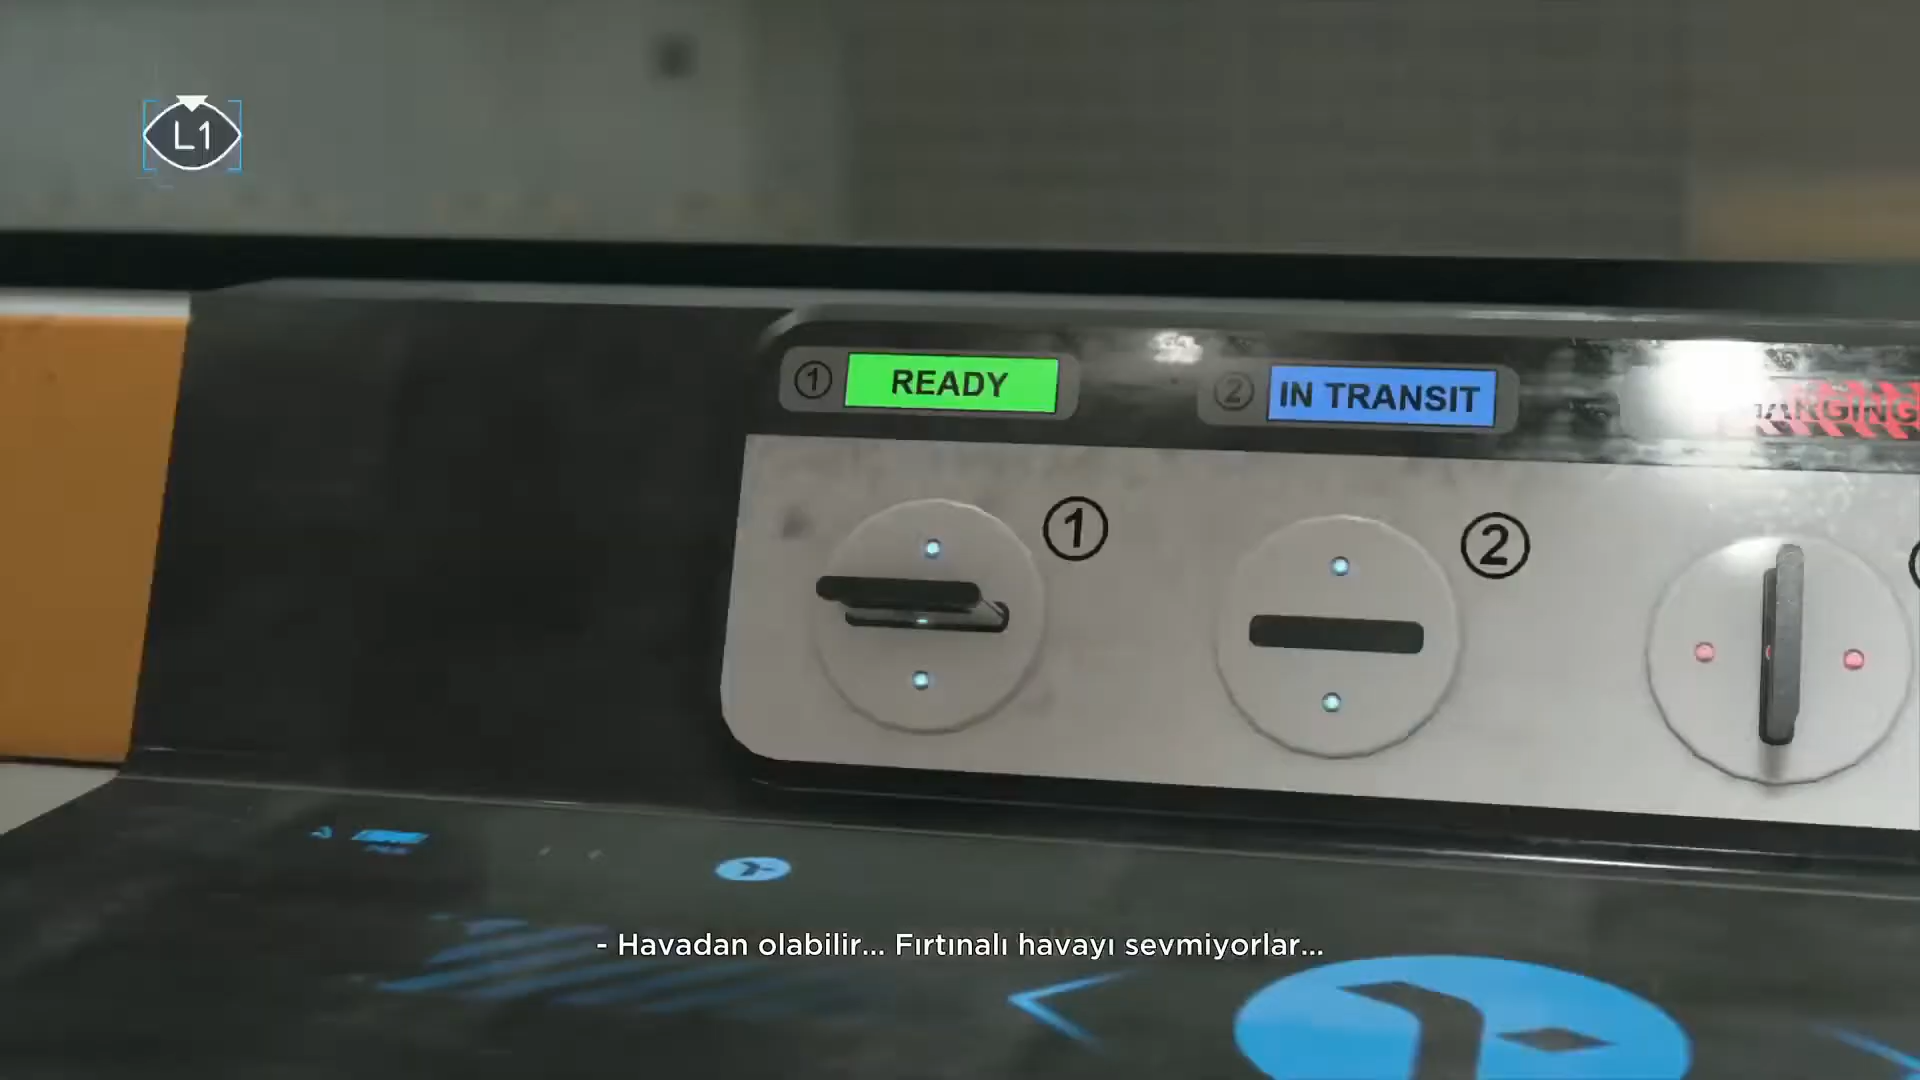 L1
① READY
② IN TRANSIT
①
②
- Havadan olabilir... Fırtınalı havayı sevmiyorlar...